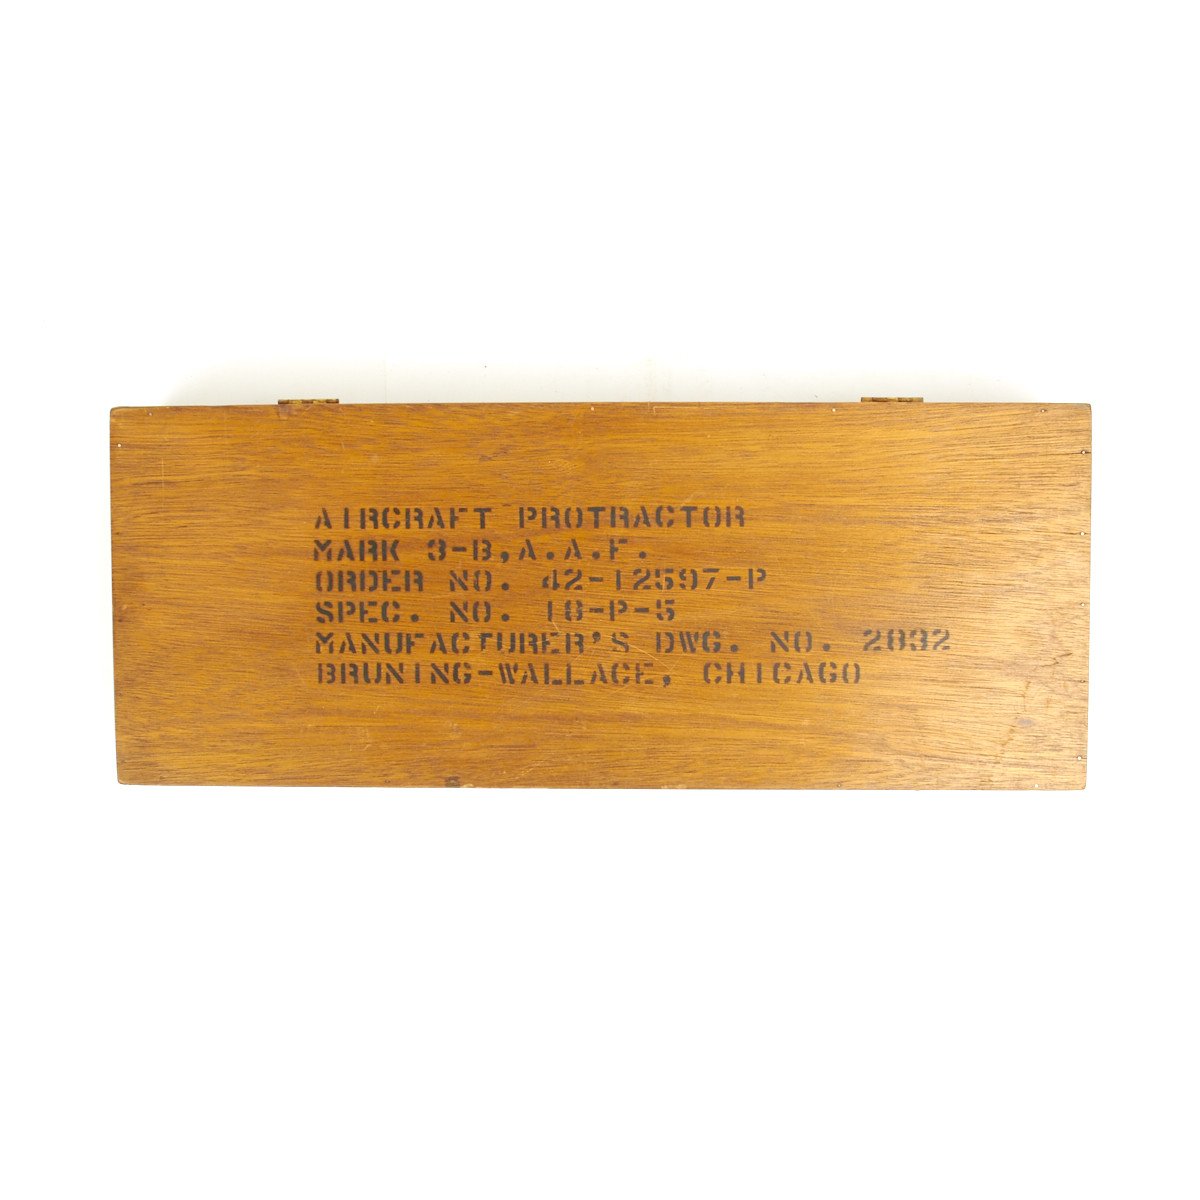 AIRCRAFT PROTRACTOR
MARK 3-B,A.A.F.
ORDER NO. 42-12597-P
SPEC. NO. 18-P-5
MANUFACTURER'S DWG. NO. 2832
BRUNING-WALLACE, CHICAGO